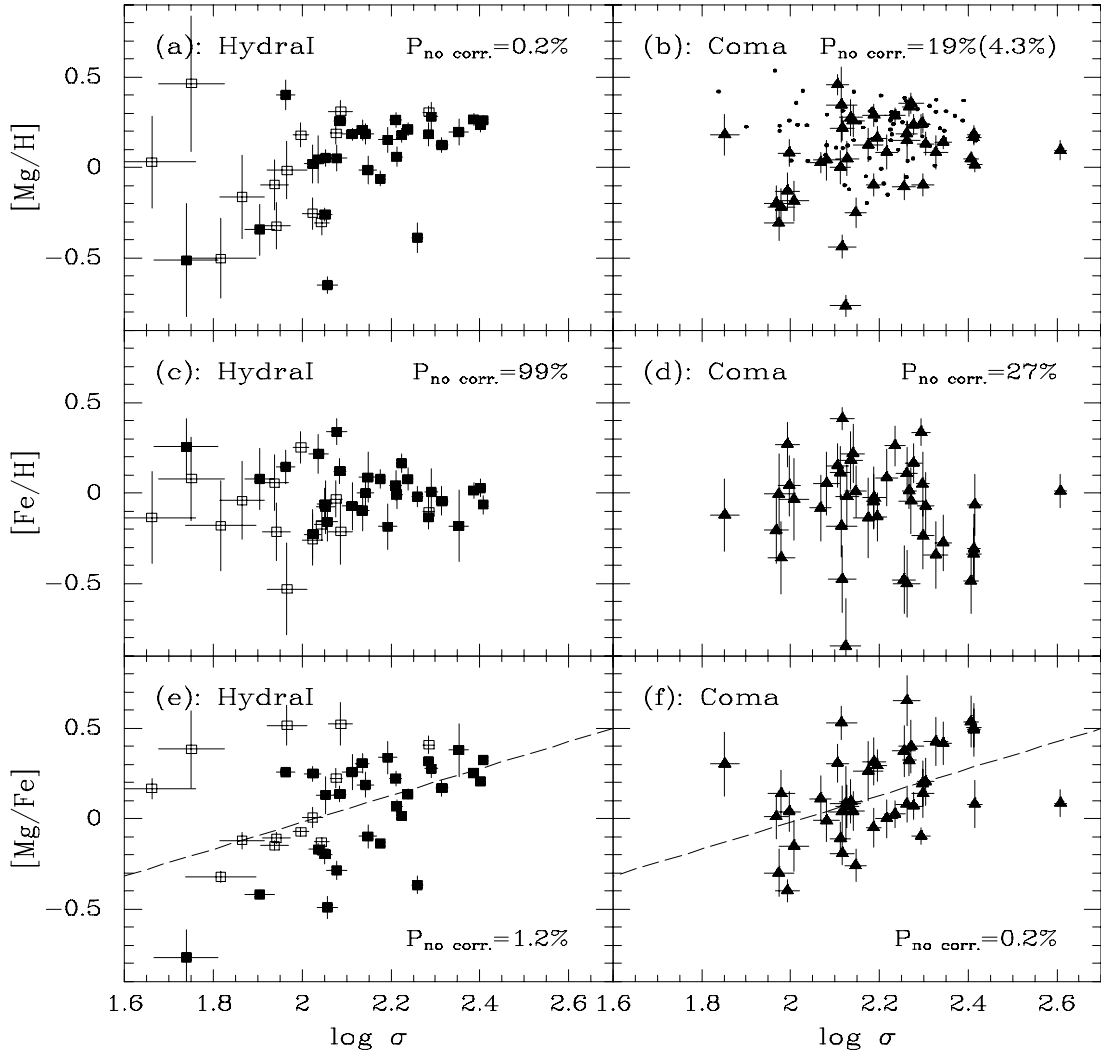 (a): HydraI P_no corr.=0.2%
(b): Coma P_no corr.=19%(4.3%)
0.5
0
−0.5
[Mg/H]
(c): HydraI P_no corr.=99%
(d): Coma P_no corr.=27%
0.5
0
−0.5
[Fe/H]
(e): HydraI
(f): Coma
0.5
0
−0.5
[Mg/Fe]
P_no corr.=1.2%
P_no corr.=0.2%
1.6 1.8 2 2.2 2.4 2.6 1.6 1.8 2 2.2 2.4 2.6
log σ log σ